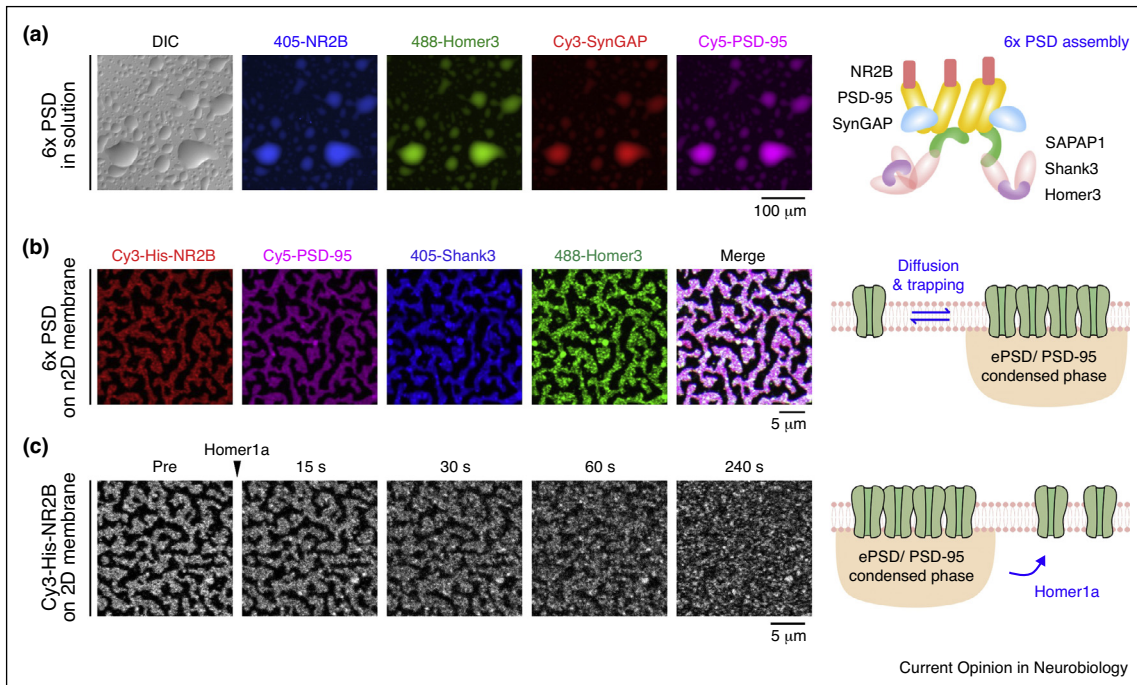 (a)
DIC
405-NR2B
488-Homer3
Cy3-SynGAP
Cy5-PSD-95
6x PSD assembly
6x PSD
in solution
NR2B
PSD-95
SynGAP
SAPAP1
Shank3
Homer3
100 μm
(b)
Cy3-His-NR2B
Cy5-PSD-95
405-Shank3
488-Homer3
Merge
6x PSD
on n2D membrane
Diffusion
& trapping
ePSD/ PSD-95
condensed phase
5 μm
(c)
Homer1a
Pre
15 s
30 s
60 s
240 s
Cy3-His-NR2B
on 2D membrane
ePSD/ PSD-95
condensed phase
Homer1a
5 μm
Current Opinion in Neurobiology